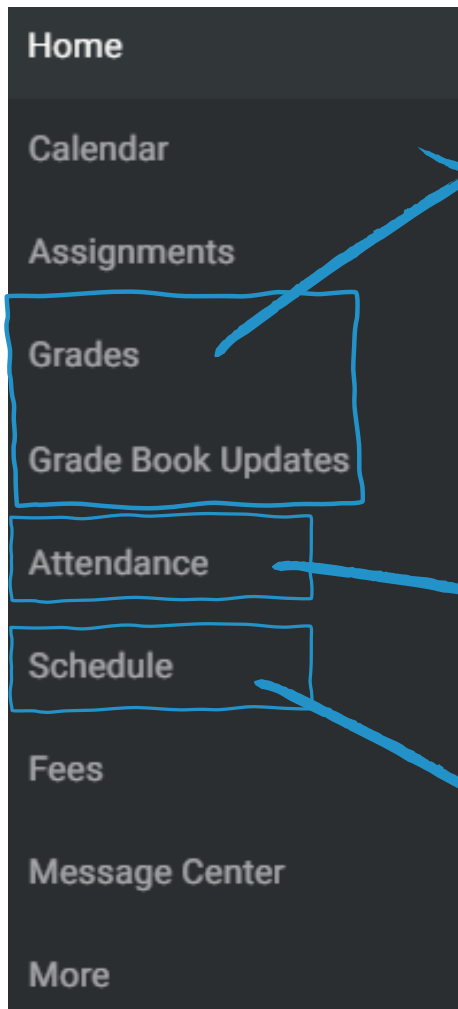 Home
Calendar
Assignments
Grades
Grade Book Updates
Attendance
Schedule
Fees
Message Center
More